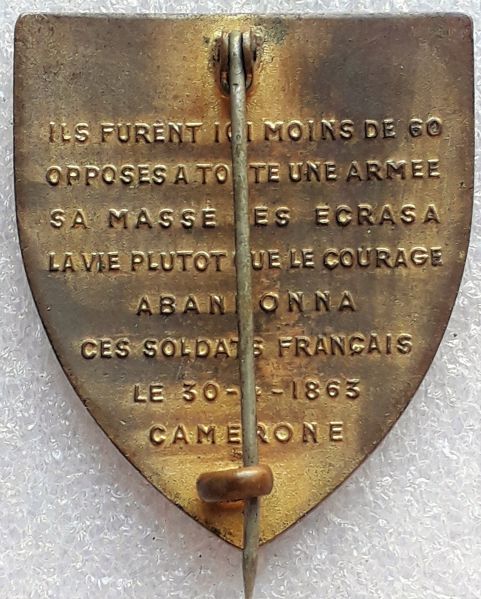 ILS FURENT ICI MOINS DE 60
OPPOSES A TOUTE UNE ARMEE
SA MASSE LES ECRASA
LA VIE PLUTOT QUE LE COURAGE
ABANDONNA
CES SOLDATS FRANÇAIS
LE 30-4-1863
CAMERONE